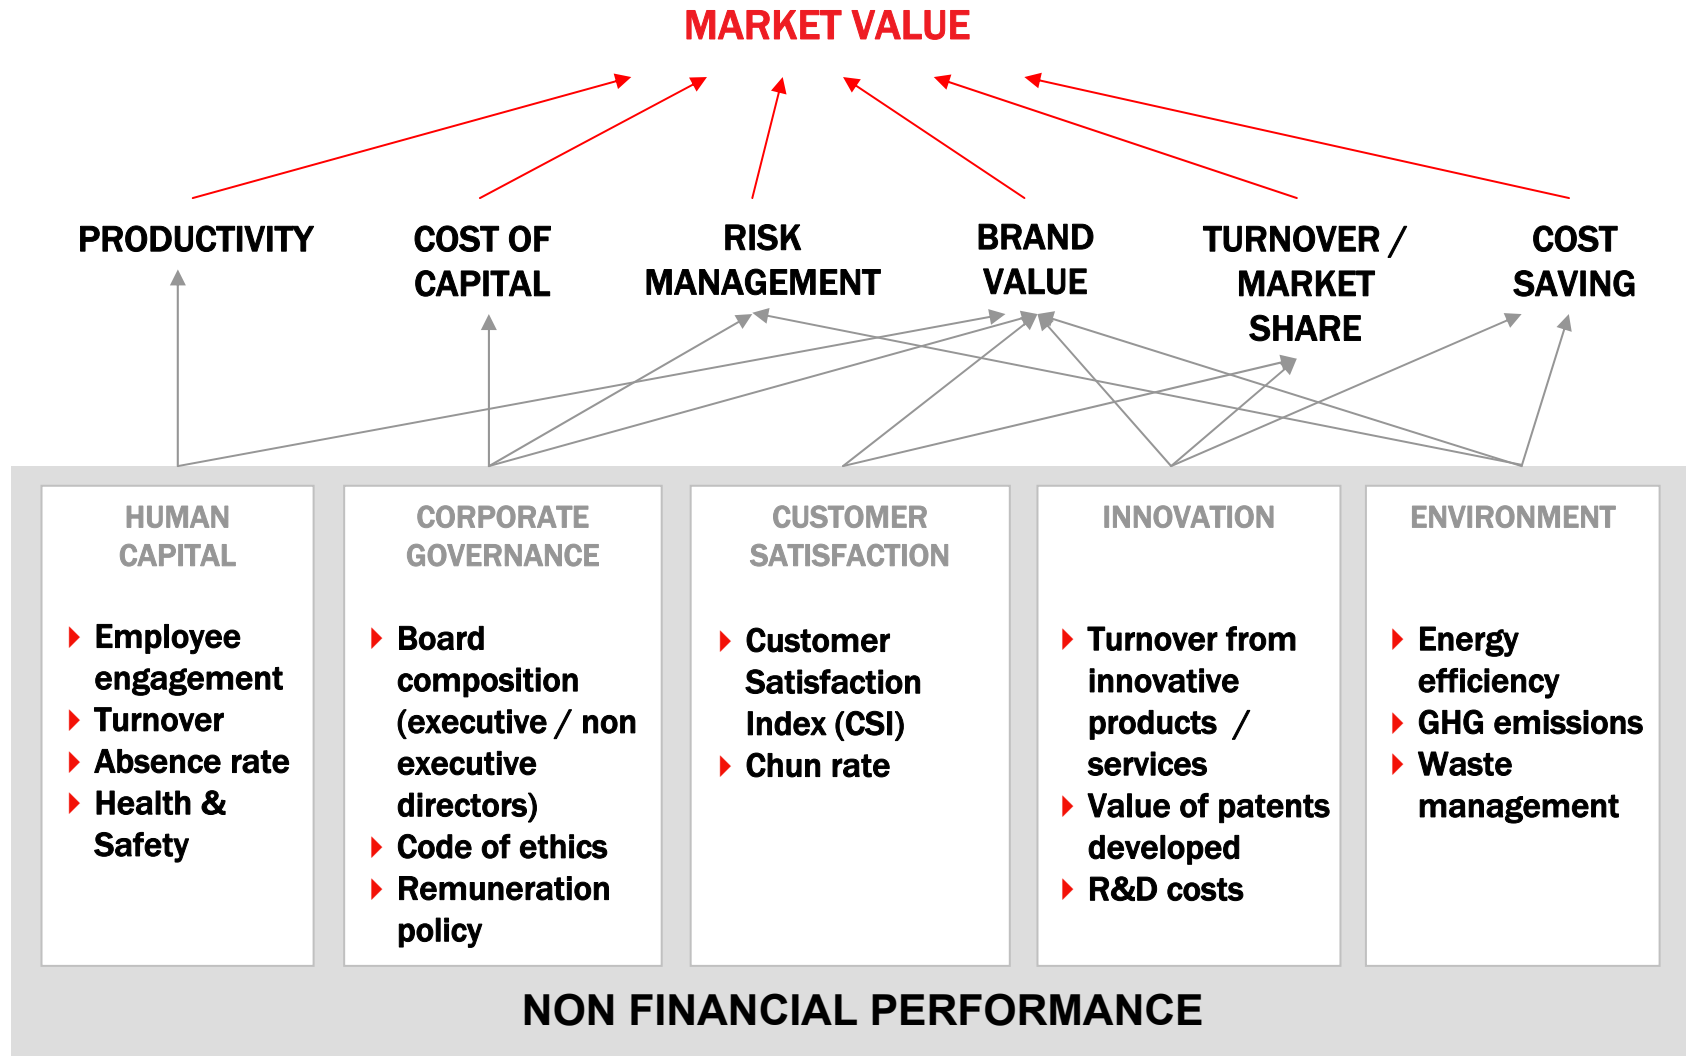 MARKET VALUE
PRODUCTIVITY
COST OF
CAPITAL
RISK
MANAGEMENT
BRAND
VALUE
TURNOVER /
MARKET
SHARE
COST
SAVING
HUMAN
CAPITAL
Employee
engagement
Turnover
Absence rate
Health &
Safety
CORPORATE
GOVERNANCE
Board
composition
(executive / non
executive
directors)
Code of ethics
Remuneration
policy
CUSTOMER
SATISFACTION
Customer
Satisfaction
Index (CSI)
Chun rate
INNOVATION
Turnover from
innovative
products /
services
Value of patents
developed
R&D costs
ENVIRONMENT
Energy
efficiency
GHG emissions
Waste
management
NON FINANCIAL PERFORMANCE